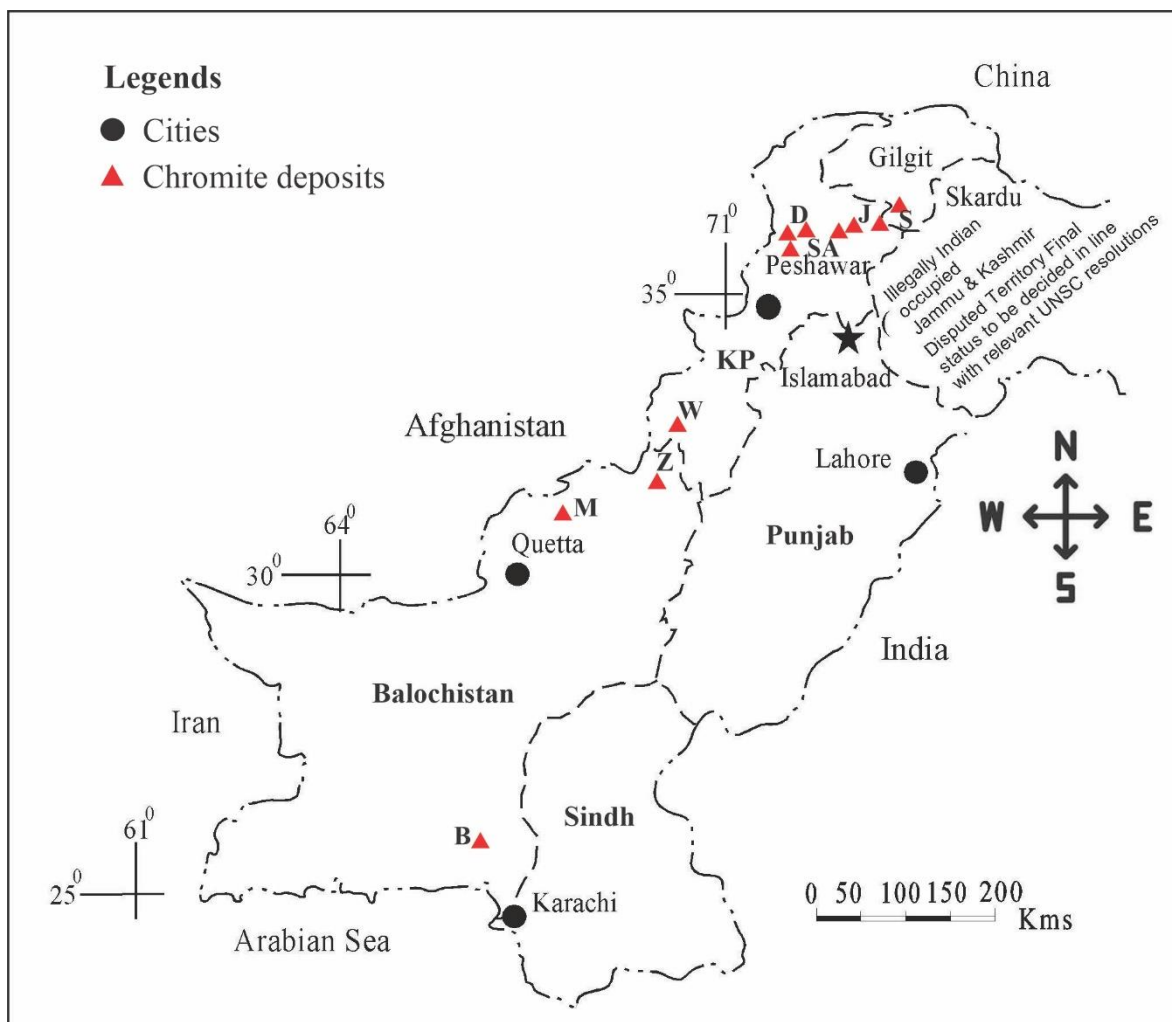 Legends
Cities
Chromite deposits
China
Gilgit
Skardu
D
SA
J
S
71⁰
35⁰
Peshawar
Illegally Indian
occupied
Jammu & Kashmir
Disputed Territory Final
status to be decided in line
with relevant UNSC resolutions
KP
Islamabad
Afghanistan
W
Z
M
Lahore
N
W
E
S
64⁰
30⁰
Quetta
Punjab
India
Balochistan
Iran
Sindh
B
61⁰
25⁰
Karachi
Arabian Sea
0 50 100 150 200
Kms